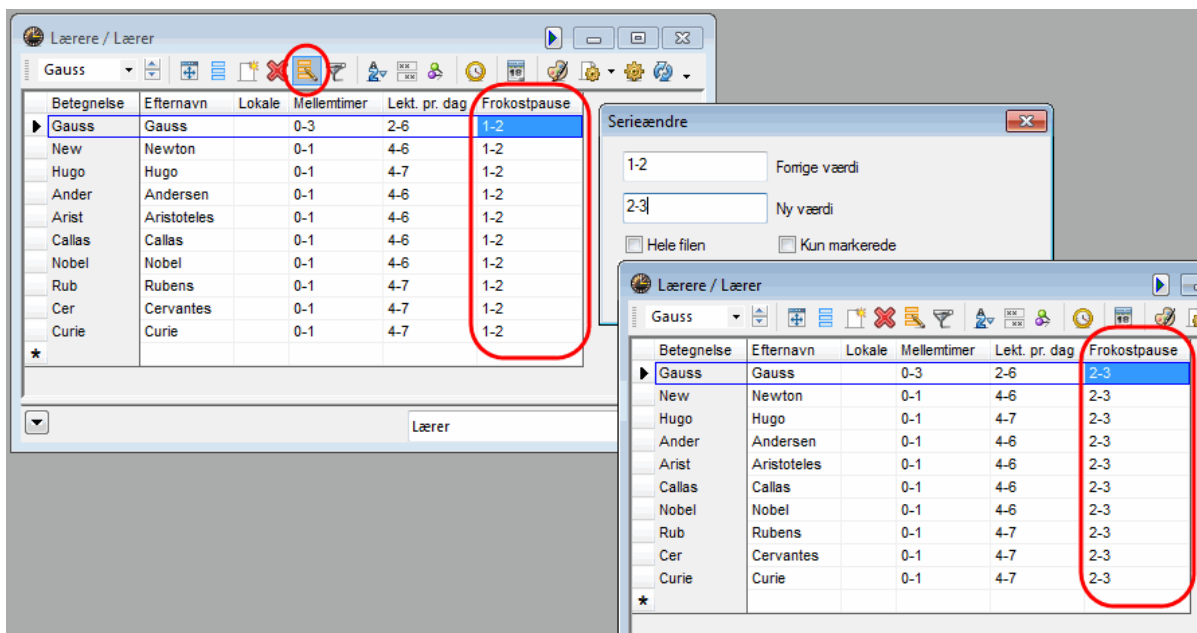 Lærere / Lærer
Gauss
Betegnelse Efternavn Lokale Mellemtimer Lekt. pr. dag Frokostpause
Gauss Gauss 0-3 2-6 1-2
New Newton 0-1 4-6 1-2
Hugo Hugo 0-1 4-7 1-2
Ander Andersen 0-1 4-6 1-2
Arist Aristoteles 0-1 4-6 1-2
Callas Callas 0-1 4-6 1-2
Nobel Nobel 0-1 4-6 1-2
Rub Rubens 0-1 4-7 1-2
Cer Cervantes 0-1 4-7 1-2
Curie Curie 0-1 4-7 1-2
*
Lærer
Serieændre
1-2 Forrige værdi
2-3 Ny værdi
Hele filen Kun markerede
Lærere / Lærer
Gauss
Betegnelse Efternavn Lokale Mellemtimer Lekt. pr. dag Frokostpause
Gauss Gauss 0-3 2-6 2-3
New Newton 0-1 4-6 2-3
Hugo Hugo 0-1 4-7 2-3
Ander Andersen 0-1 4-6 2-3
Arist Aristoteles 0-1 4-6 2-3
Callas Callas 0-1 4-6 2-3
Nobel Nobel 0-1 4-6 2-3
Rub Rubens 0-1 4-7 2-3
Cer Cervantes 0-1 4-7 2-3
Curie Curie 0-1 4-7 2-3
*